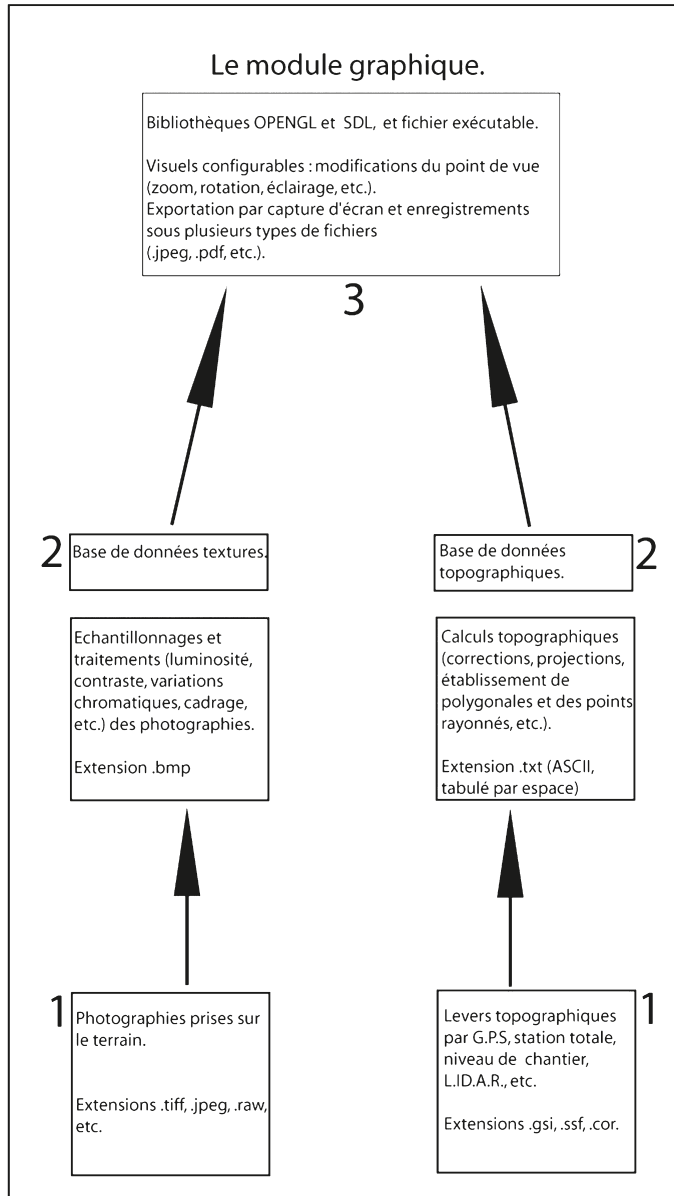 Le module graphique.
Bibliothèques OPENGL et SDL, et fichier exécutable.
Visuels configurables : modifications du point de vue
(zoom, rotation, éclairage, etc.).
Exportation par capture d'écran et enregistrements
sous plusieurs types de fichiers
(.jpeg, .pdf, etc.).
3
2
Base de données textures.
Echantillonnages et
traitements (luminosité,
contraste, variations
chromatiques, cadrage,
etc.) des photographies.
Extension .bmp
Base de données
topographiques.
2
Calculs topographiques
(corrections, projections,
établissement de
polygonales et des points
rayonnés, etc.).
Extension .txt (ASCII,
tabulé par espace)
1
Photographies prises sur
le terrain.
Extensions .tiff, .jpeg, .raw,
etc.
Levers topographiques
par G.P.S, station totale,
niveau de chantier,
L.ID.A.R., etc.
Extensions .gsi, .ssf, .cor.
1